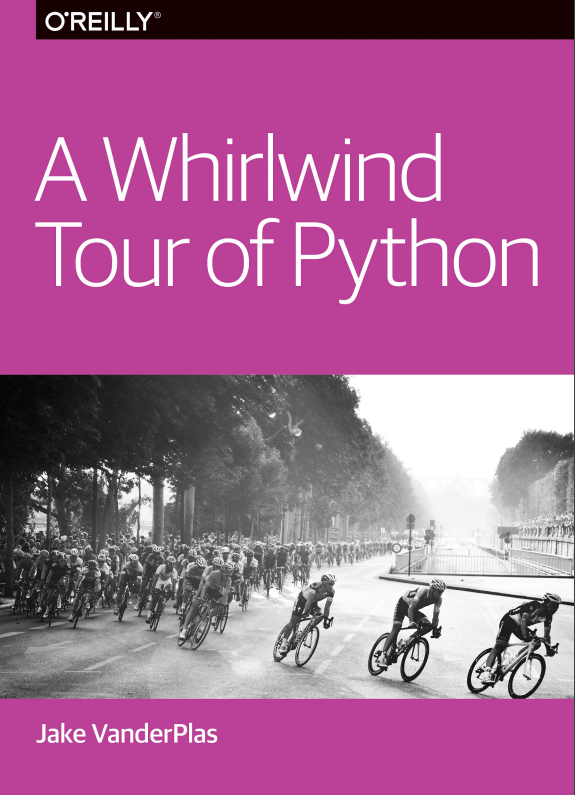 O'REILLY®
A Whirlwind
Tour of Python
Jake VanderPlas